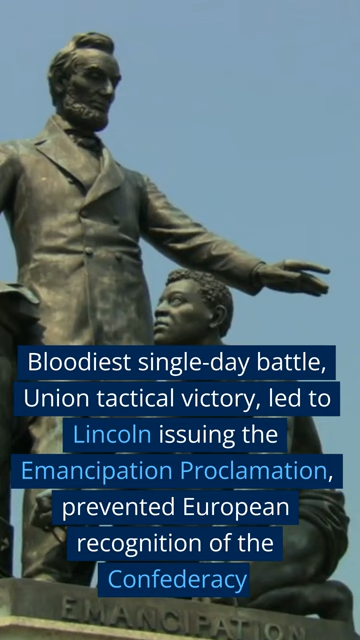 Bloodiest single-day battle,
Union tactical victory, led to
Lincoln issuing the
Emancipation Proclamation,
prevented European
recognition of the
Confederacy
EMANCIPATION